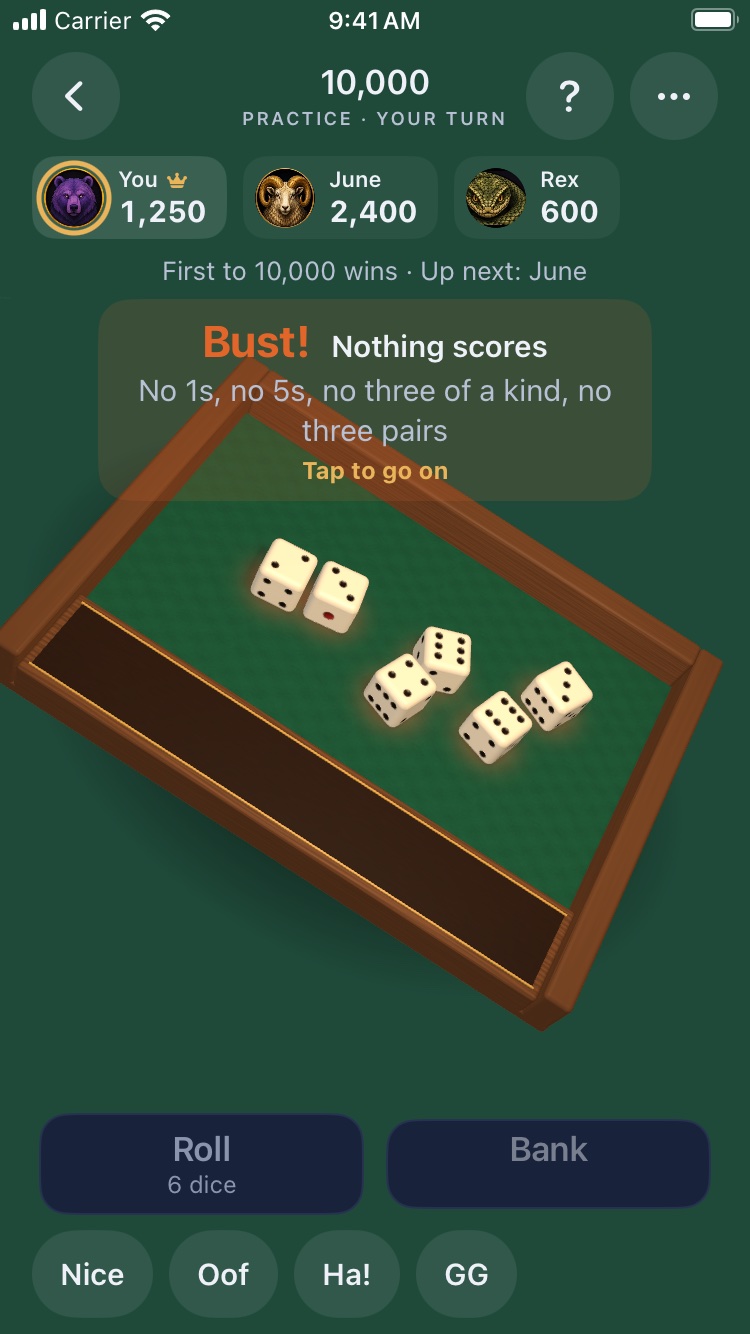 Carrier
9:41 AM
10,000
PRACTICE · YOUR TURN
?
You
1,250
June
2,400
Rex
600
First to 10,000 wins · Up next: June
Bust! Nothing scores
No 1s, no 5s, no three of a kind, no
three pairs
Tap to go on
Roll
6 dice
Bank
Nice
Oof
Ha!
GG